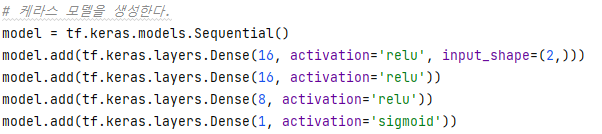 # 케라스 모델을 생성한다.
model = tf.keras.models.Sequential()
model.add(tf.keras.layers.Dense(16, activation='relu', input_shape=(2,)))
model.add(tf.keras.layers.Dense(16, activation='relu'))
model.add(tf.keras.layers.Dense(8, activation='relu'))
model.add(tf.keras.layers.Dense(1, activation='sigmoid'))